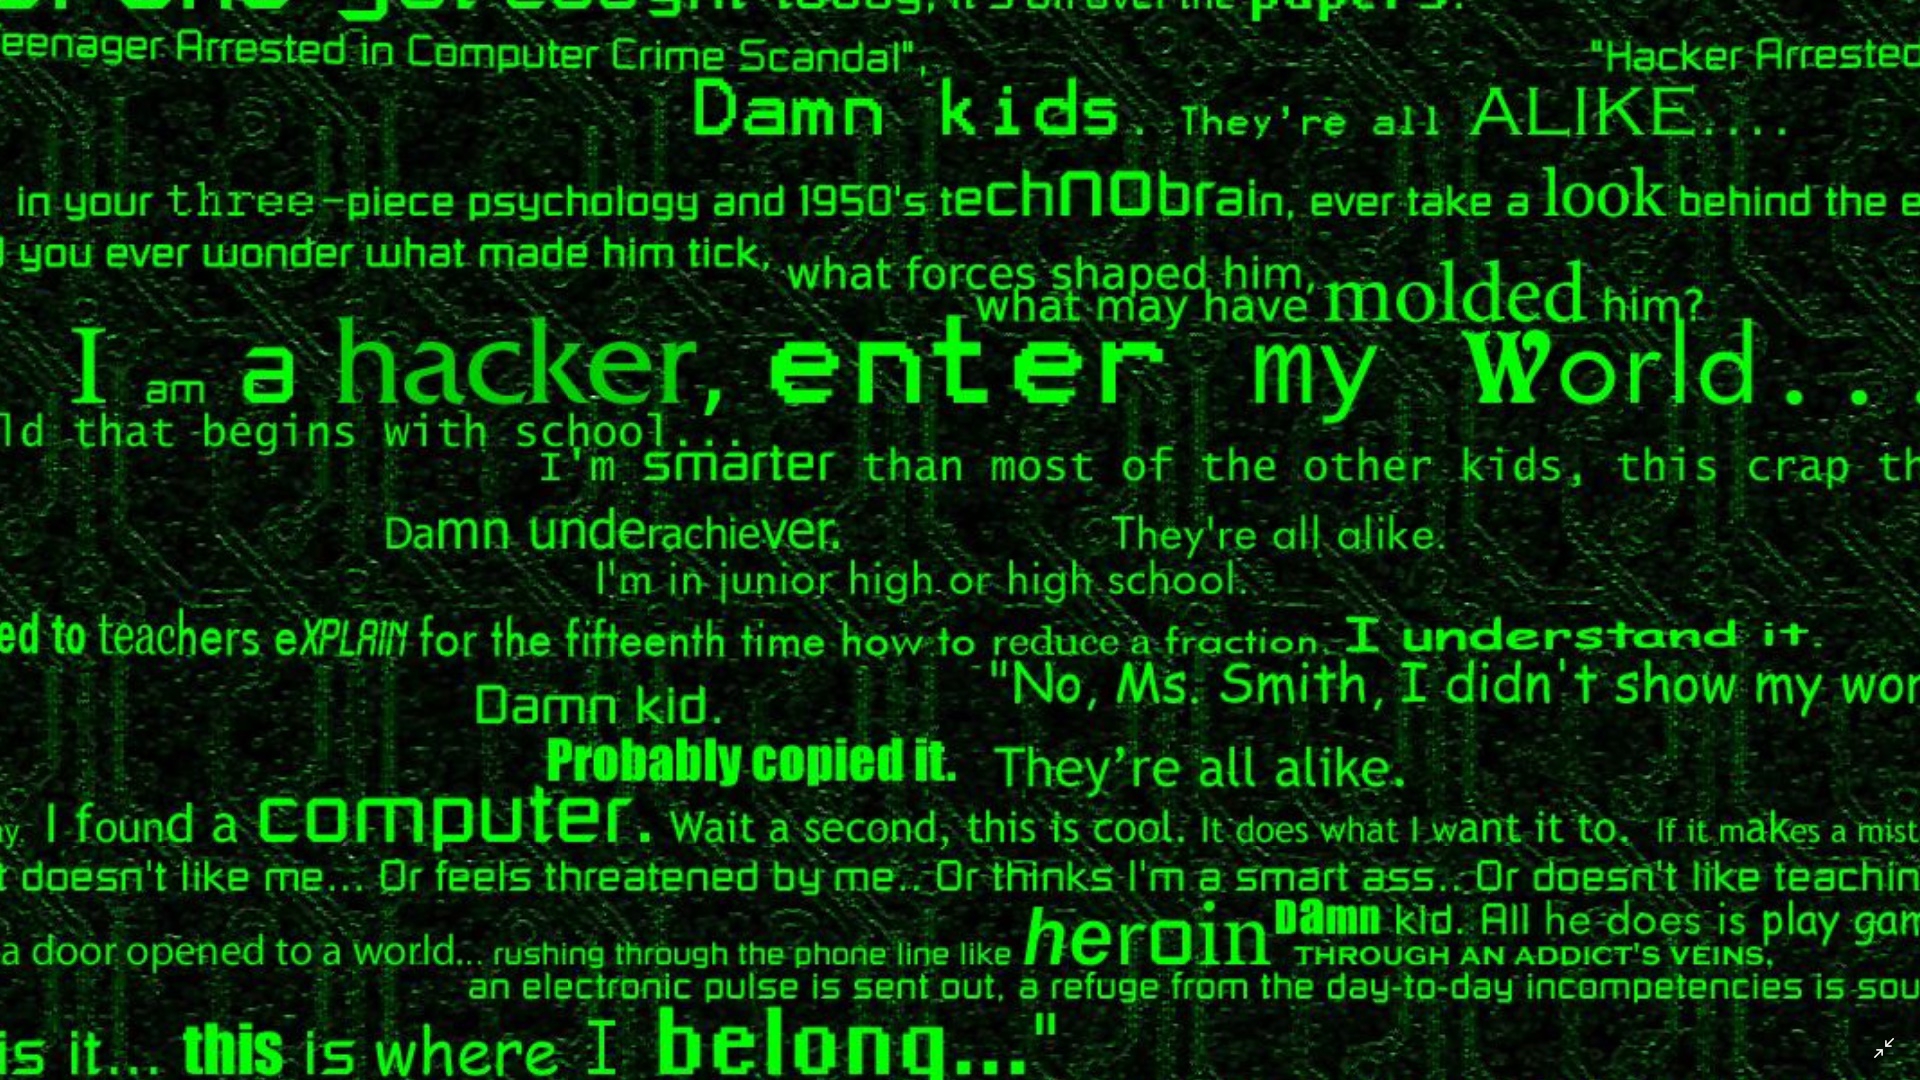 got caught today, it's all over the papers.
eenager Arrested in Computer Crime Scandal", "Hacker Arrested
Damn kids. They're all ALIKE....
in your three-piece psychology and 1950's techNObrain, ever take a look behind the e
you ever wonder what made him tick, what forces shaped him,
what may have molded him?
I am a hacker, enter my World...
ld that begins with school...
I'm smarter than most of the other kids, this crap th
Damn underachiever. They're all alike.
I'm in junior high or high school.
ed to teachers eXPLAIN for the fifteenth time how to reduce a fraction. I understand it.
"No, Ms. Smith, I didn't show my wor
Damn kid.
Probably copied it. They're all alike.
ay. I found a computer. Wait a second, this is cool. It does what I want it to. If it makes a mist
t doesn't like me... Or feels threatened by me.. Or thinks I'm a smart ass.. Or doesn't like teachin
Damn kid. All he does is play gam
a door opened to a world... rushing through the phone line like heroin THROUGH AN ADDICT'S VEINS,
an electronic pulse is sent out, a refuge from the day-to-day incompetencies is sou
is it... this is where I belong..."